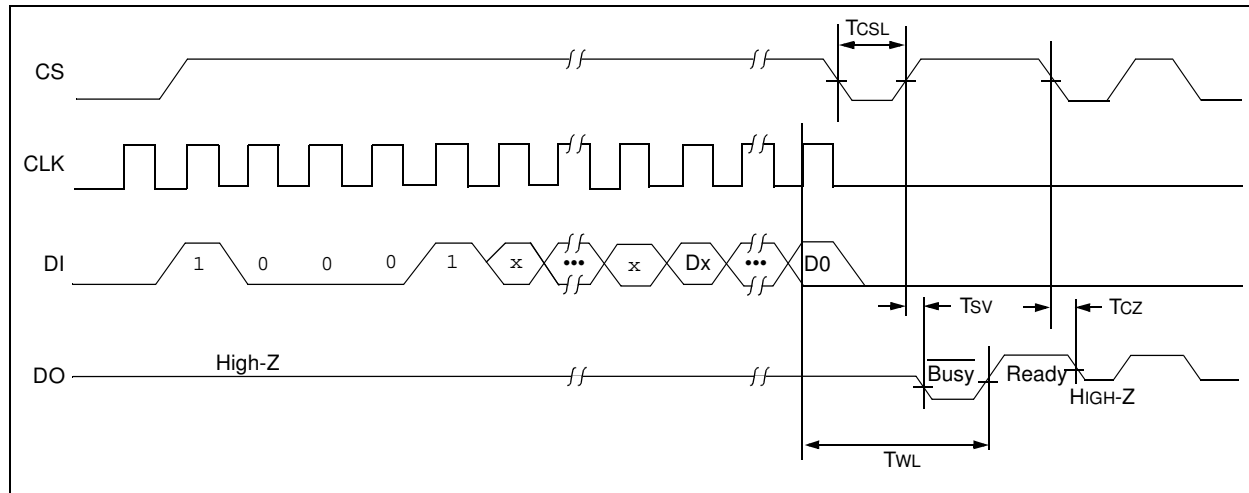 TCSL
CS
CLK
DI 1 0 0 0 1 x ••• x Dx ••• D0
TSV TCZ
High-Z
DO Busy Ready
HIGH-Z
TWL